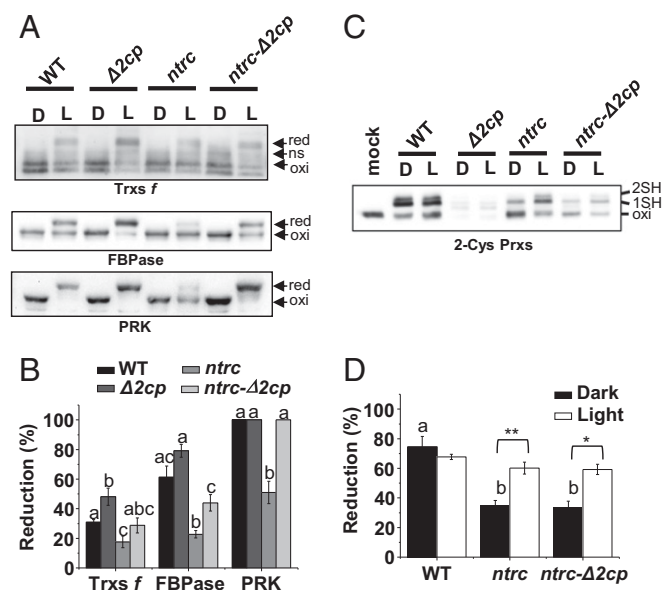 A
WT Δ2cp ntrc ntrc-Δ2cp
D L D L D L D L
red
ns
oxi
Trxs f
red
oxi
FBPase
red
oxi
PRK
C
mock WT Δ2cp ntrc ntrc-Δ2cp
D L D L D L D L
2SH
1SH
oxi
2-Cys Prxs
B
WT ntrc
Δ2cp ntrc-Δ2cp
Reduction (%)
100
80
60
40
20
0
a b c abc
ac a b c
a a b a
Trxs f FBPase PRK
D
Dark
Light
Reduction (%)
100
80
60
40
20
0
a
b **
b *
WT ntrc ntrc-Δ2cp